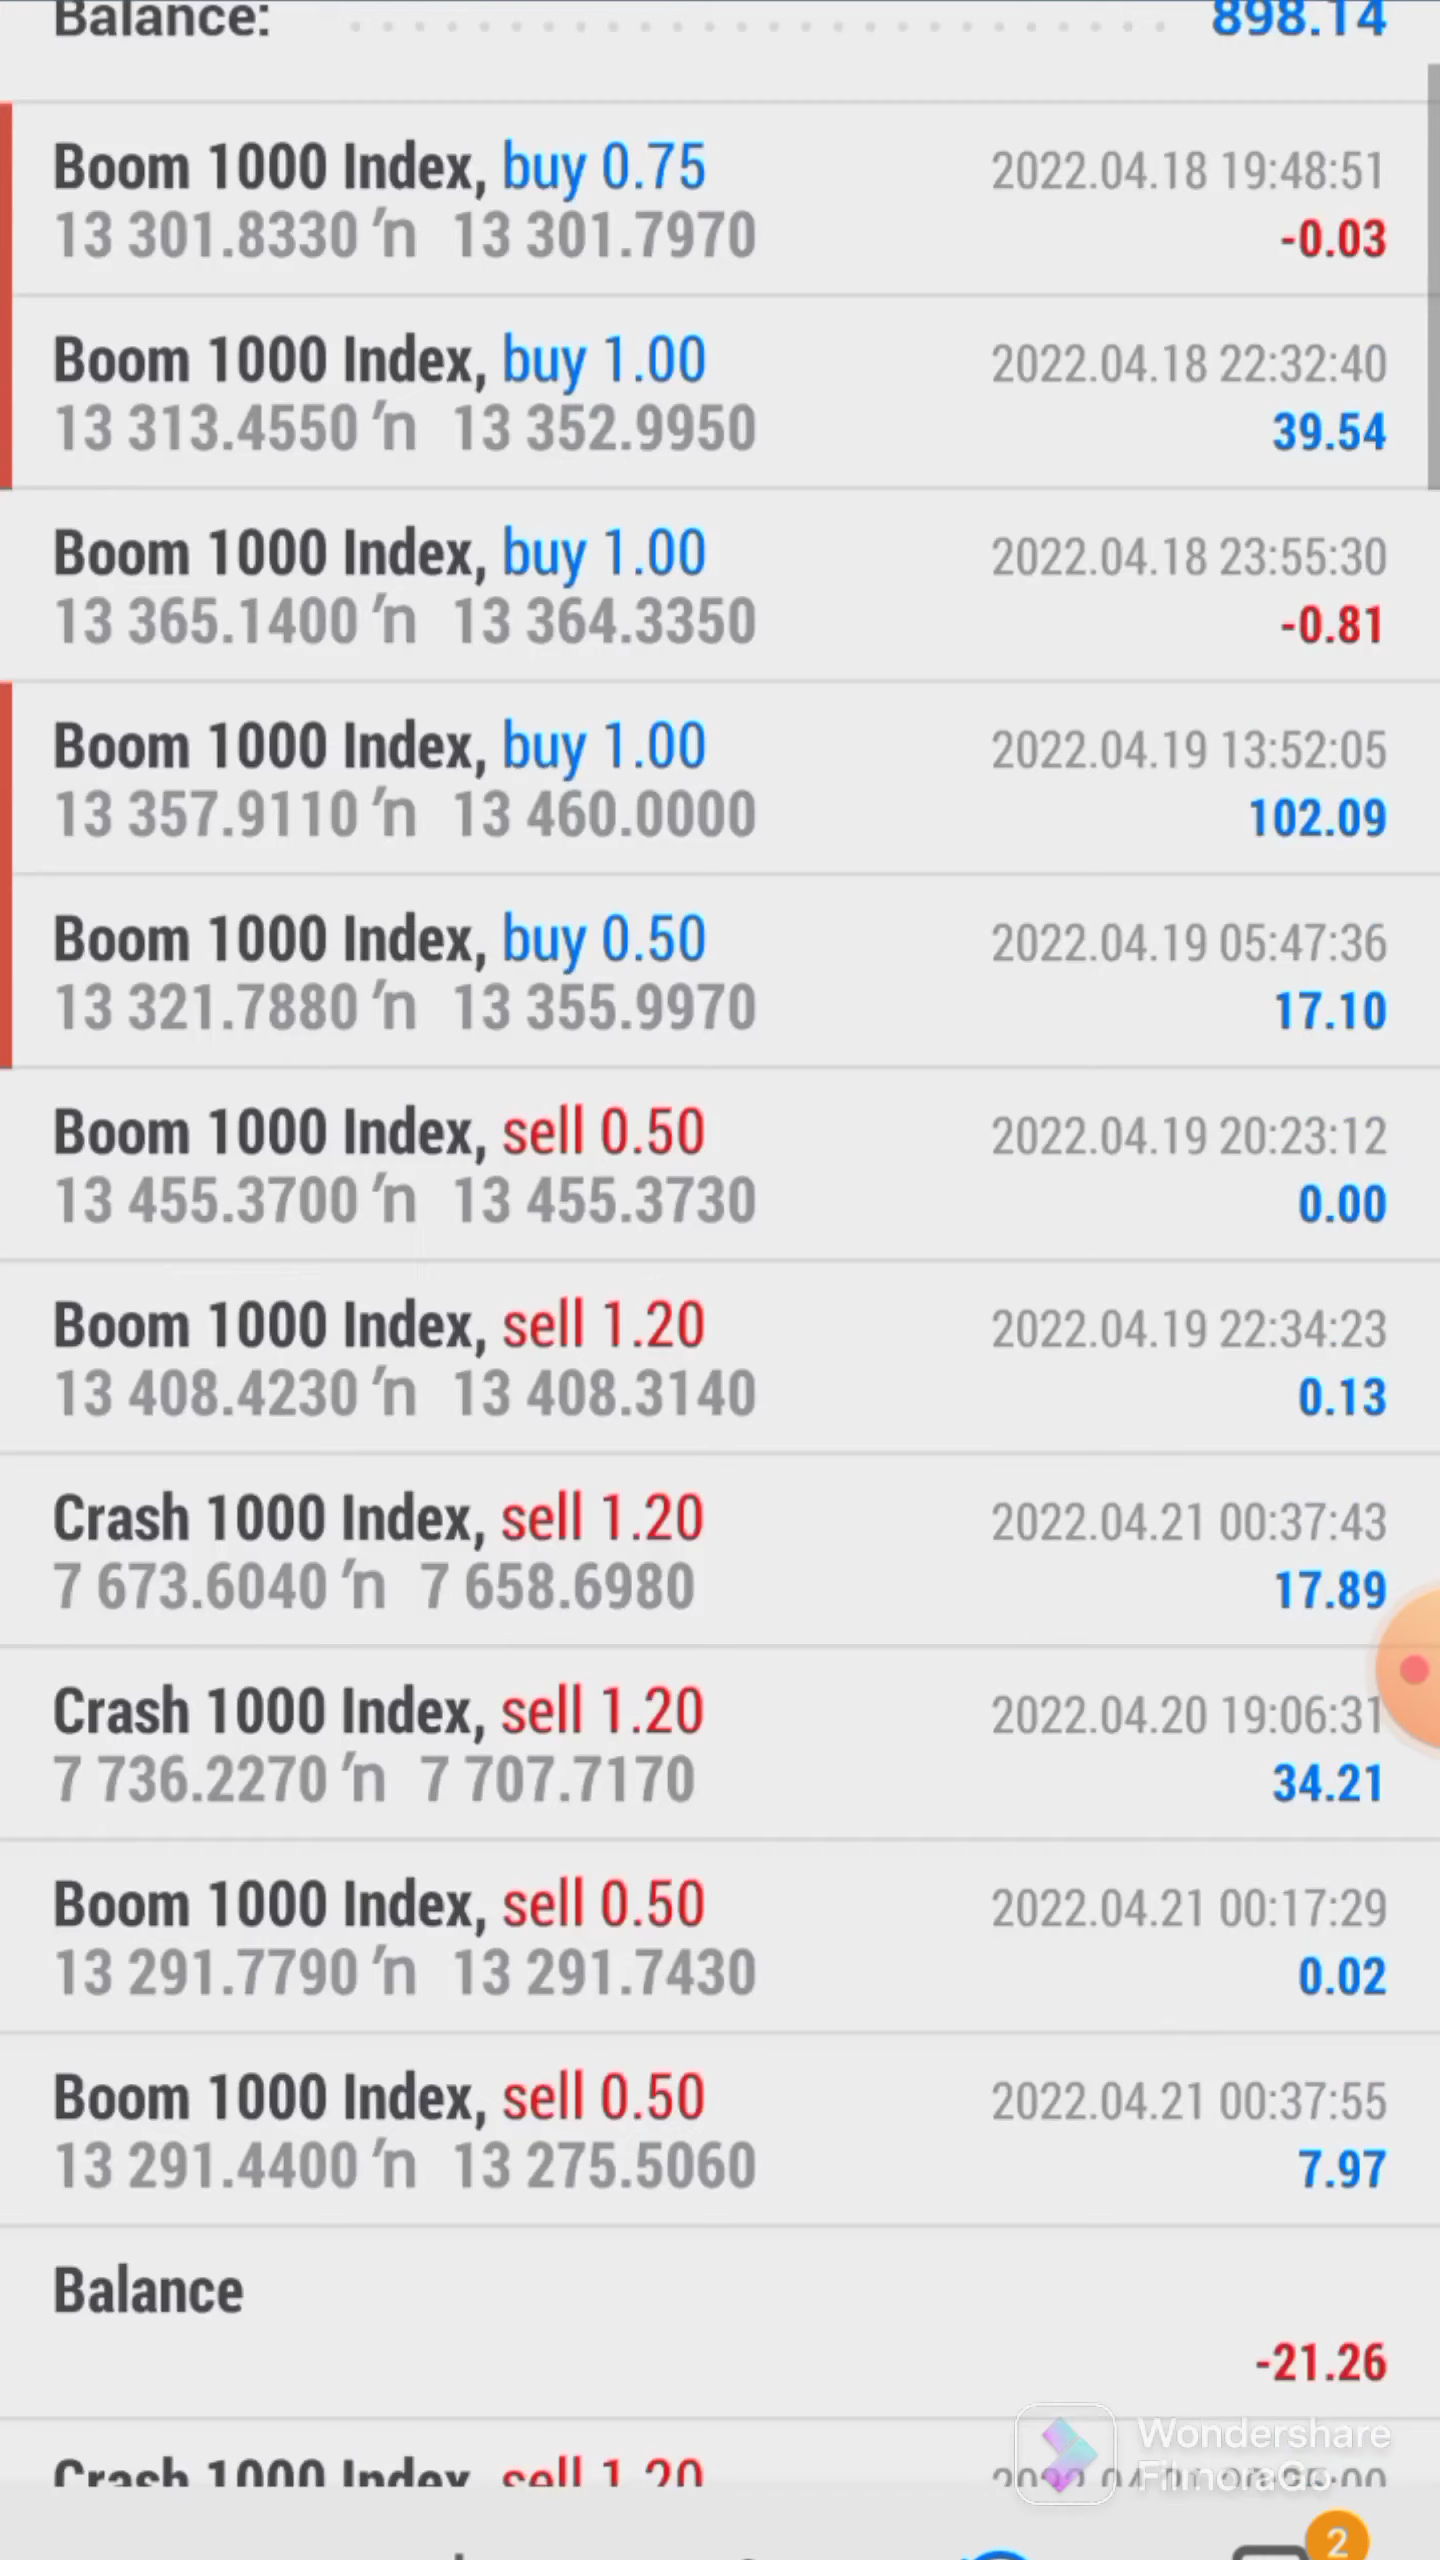 Balance: 898.14
Boom 1000 Index, buy 0.75 2022.04.18 19:48:51
13 301.8330 ’n 13 301.7970 -0.03
Boom 1000 Index, buy 1.00 2022.04.18 22:32:40
13 313.4550 ’n 13 352.9950 39.54
Boom 1000 Index, buy 1.00 2022.04.18 23:55:30
13 365.1400 ’n 13 364.3350 -0.81
Boom 1000 Index, buy 1.00 2022.04.19 13:52:05
13 357.9110 ’n 13 460.0000 102.09
Boom 1000 Index, buy 0.50 2022.04.19 05:47:36
13 321.7880 ’n 13 355.9970 17.10
Boom 1000 Index, sell 0.50 2022.04.19 20:23:12
13 455.3700 ’n 13 455.3730 0.00
Boom 1000 Index, sell 1.20 2022.04.19 22:34:23
13 408.4230 ’n 13 408.3140 0.13
Crash 1000 Index, sell 1.20 2022.04.21 00:37:43
7 673.6040 ’n 7 658.6980 17.89
Crash 1000 Index, sell 1.20 2022.04.20 19:06:31
7 736.2270 ’n 7 707.7170 34.21
Boom 1000 Index, sell 0.50 2022.04.21 00:17:29
13 291.7790 ’n 13 291.7430 0.02
Boom 1000 Index, sell 0.50 2022.04.21 00:37:55
13 291.4400 ’n 13 275.5060 7.97
Balance
-21.26
Wondershare
FilmoraGo
Crash 1000 Index, sell 1.20
2